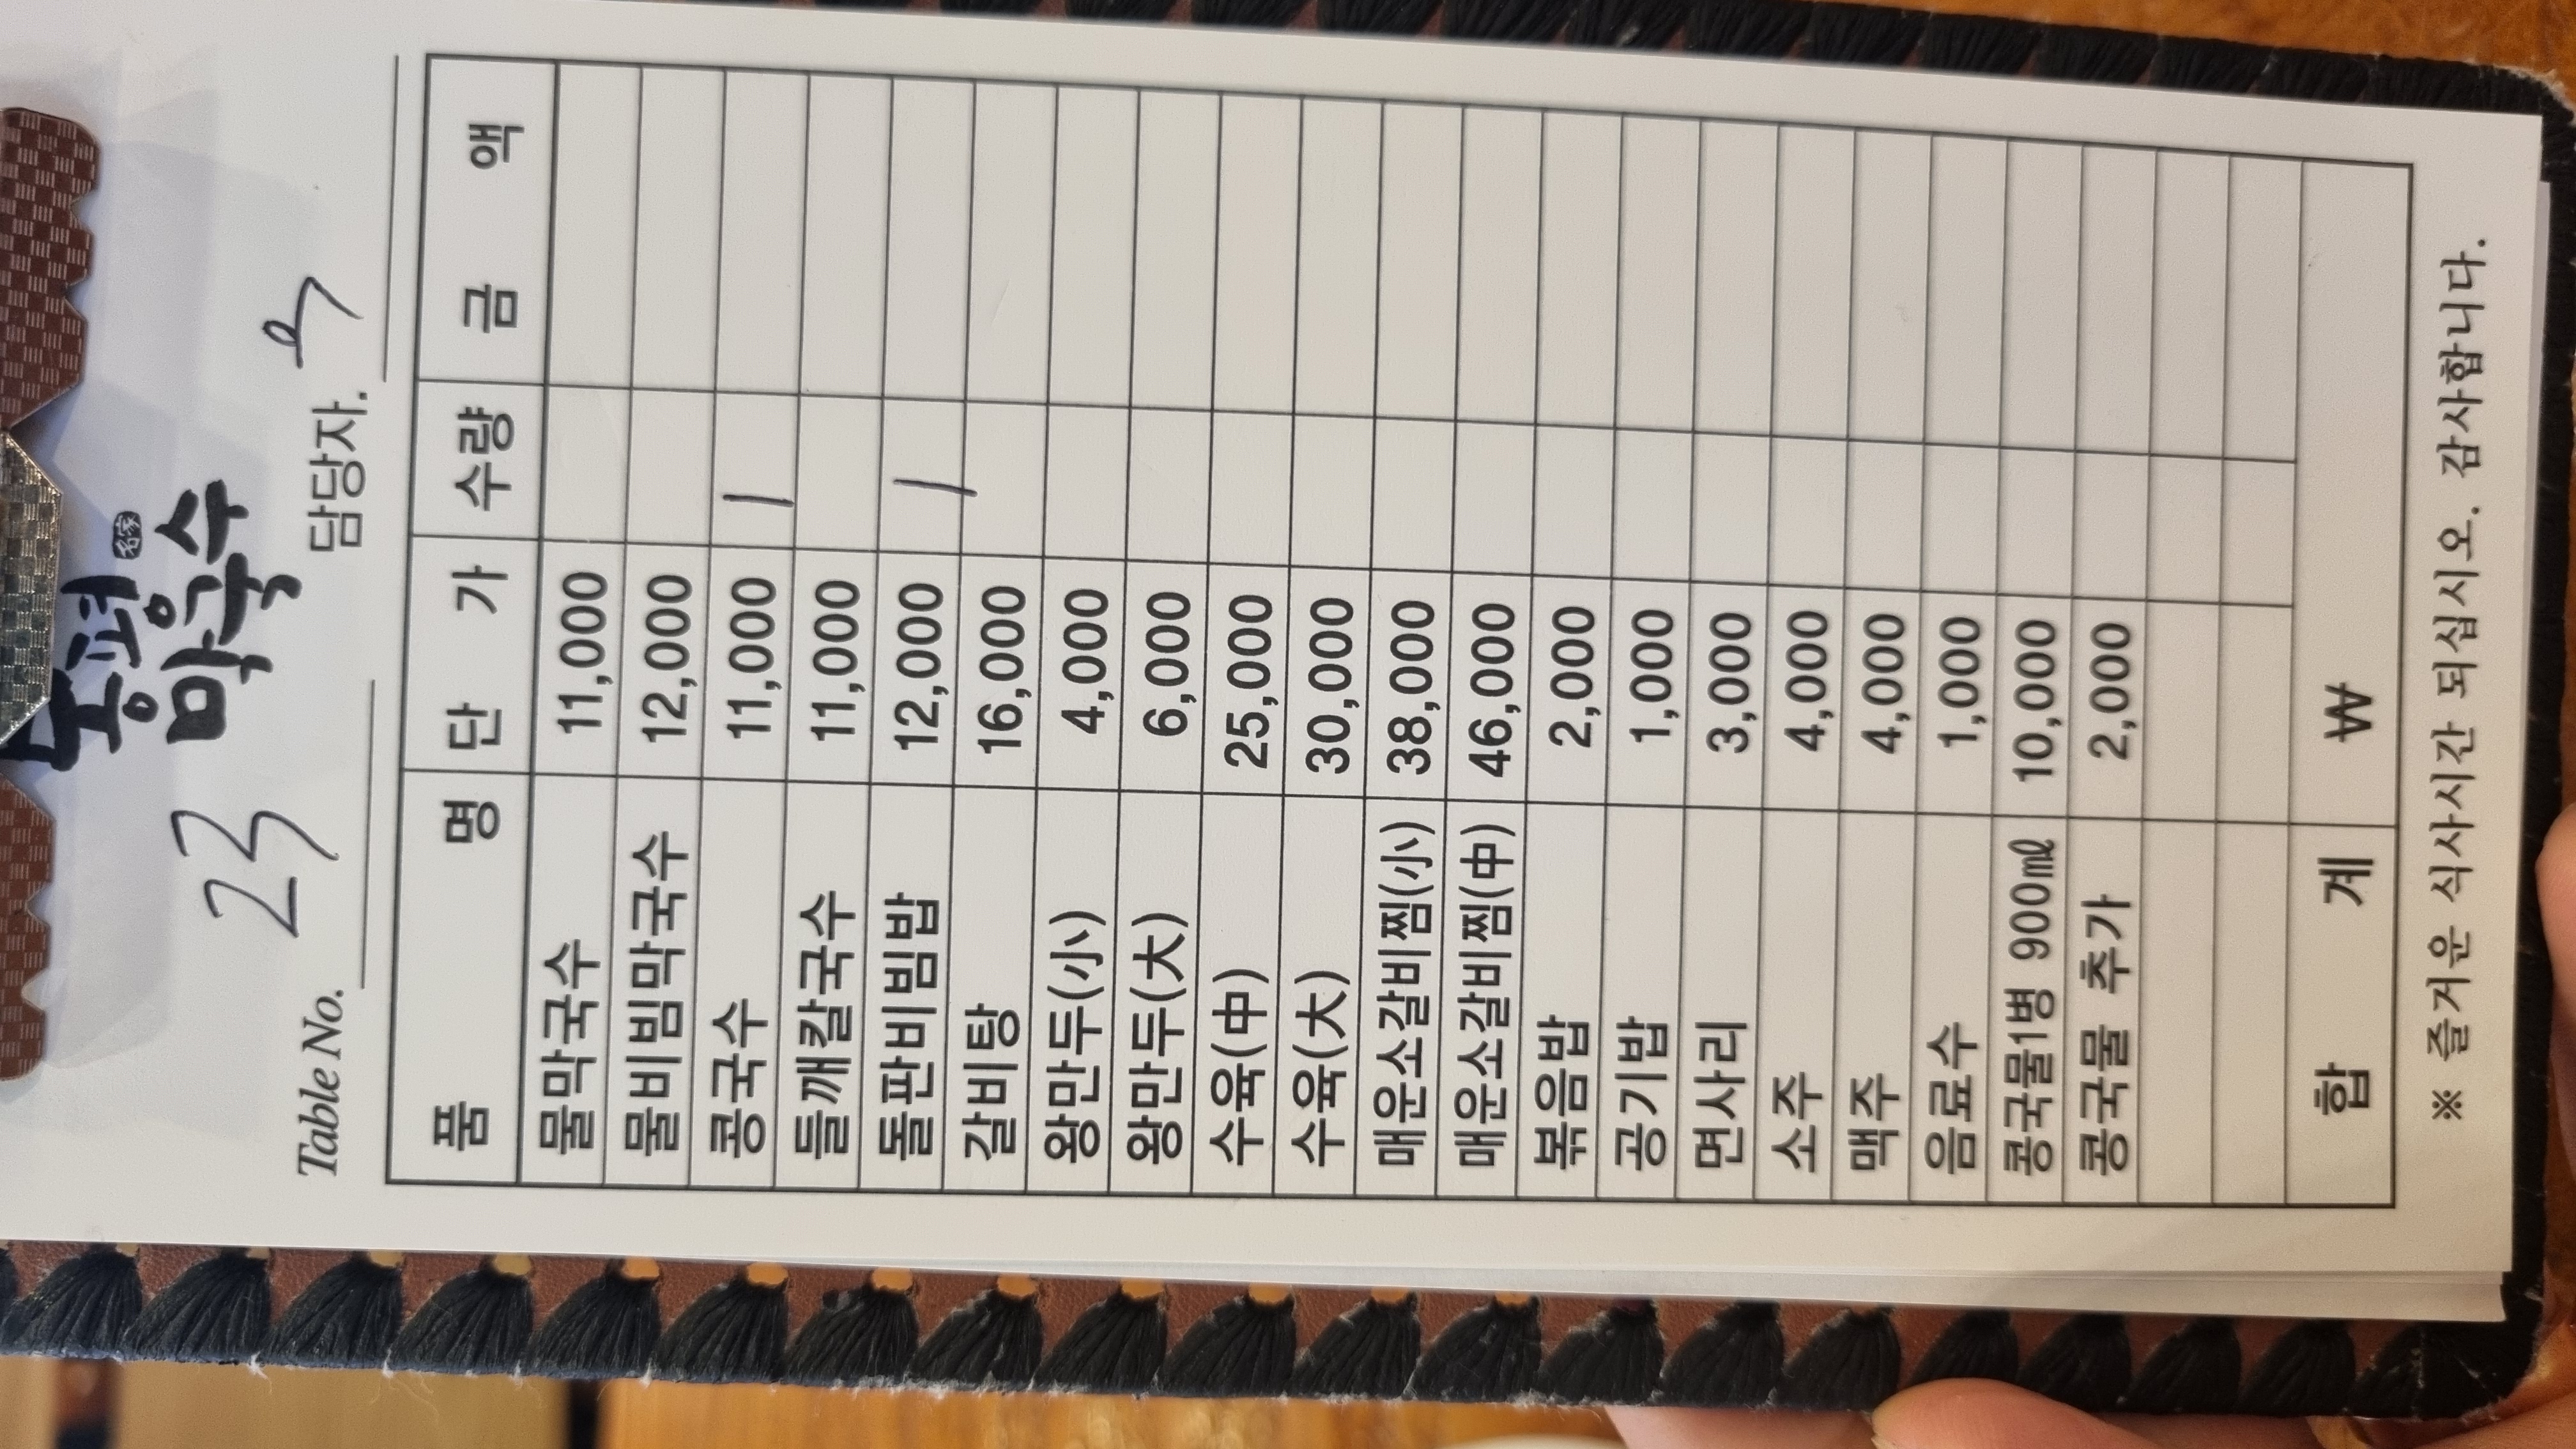 봉평
막국수
名家
Table No. 23 담당자.
품 명 단 가 수량 금 액
물막국수 11,000
물비빔막국수 12,000
콩국수 11,000 /
들깨칼국수 11,000
돌판비빔밥 12,000 /
갈비탕 16,000
왕만두(小) 4,000
왕만두(大) 6,000
수육(中) 25,000
수육(大) 30,000
매운소갈비찜(小) 38,000
매운소갈비찜(中) 46,000
볶음밥 2,000
공기밥 1,000
면사리 3,000
소주 4,000
맥주 4,000
음료수 1,000
콩국물1병 900㎖ 10,000
콩국물 추가 2,000
합 계 ₩
※ 즐거운 식사시간 되십시오. 감사합니다.